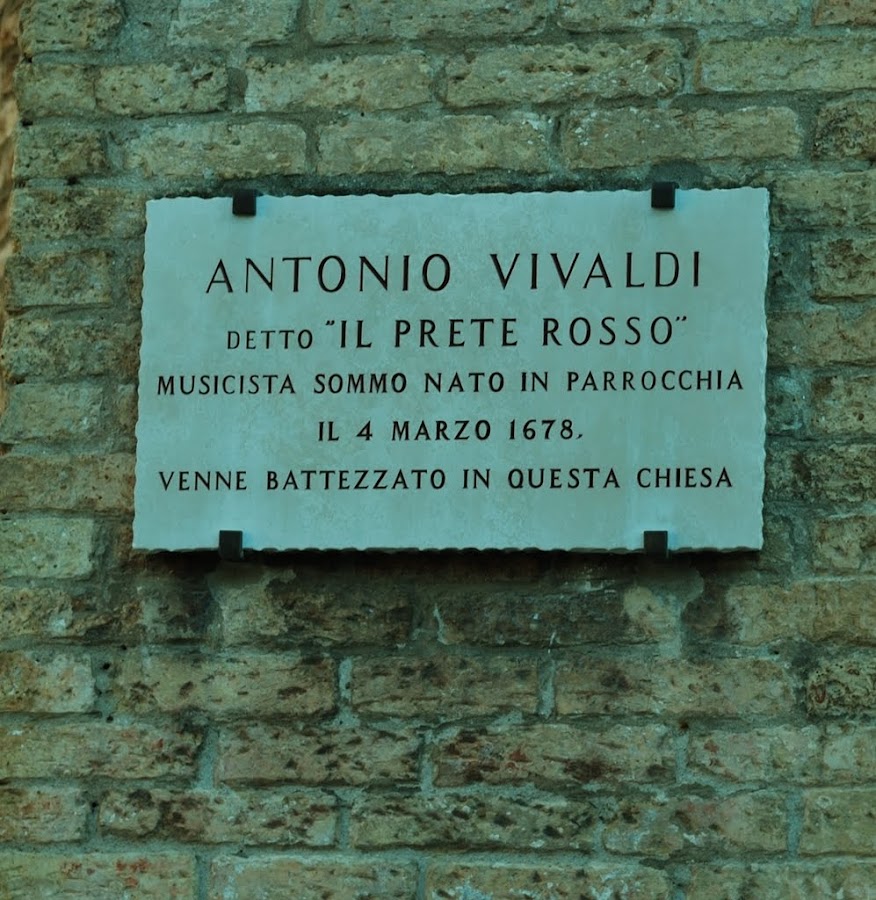 ANTONIO VIVALDI
DETTO "IL PRETE ROSSO"
MUSICISTA SOMMO NATO IN PARROCCHIA
IL 4 MARZO 1678,
VENNE BATTEZZATO IN QUESTA CHIESA